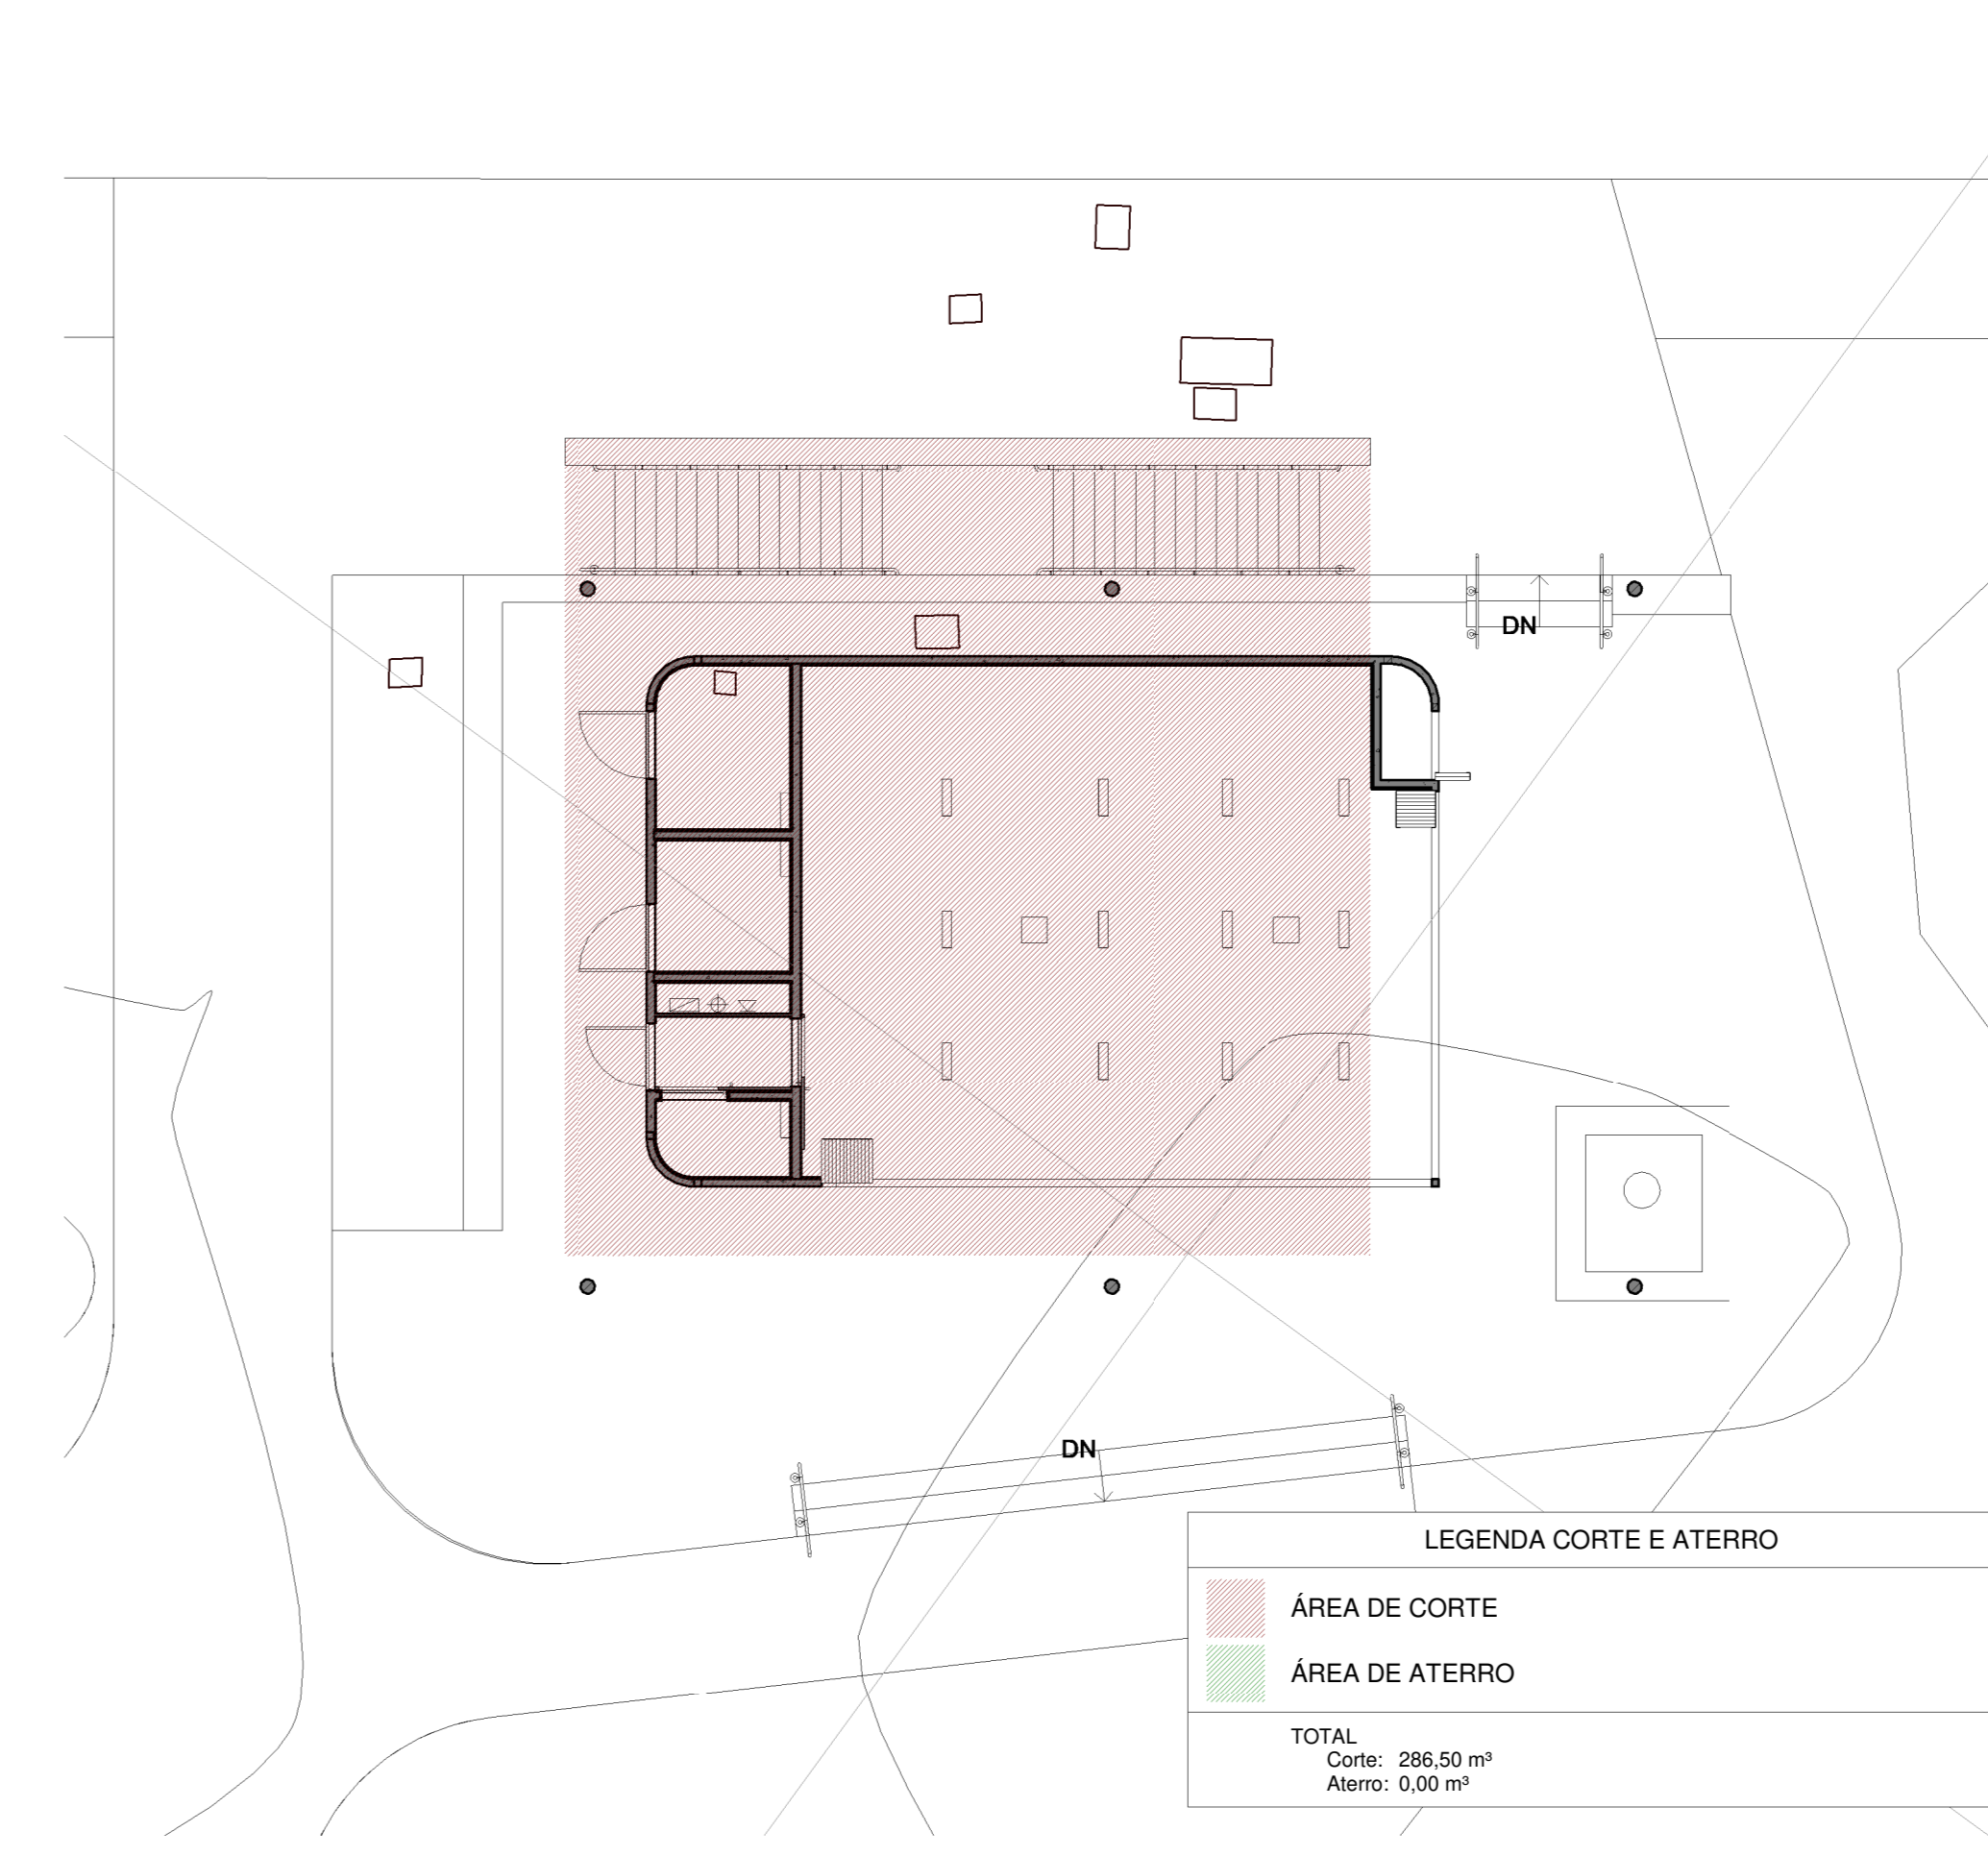 DN
DN
LEGENDA CORTE E ATERRO
ÁREA DE CORTE
ÁREA DE ATERRO
TOTAL
Corte: 286,50 m³
Aterro: 0,00 m³